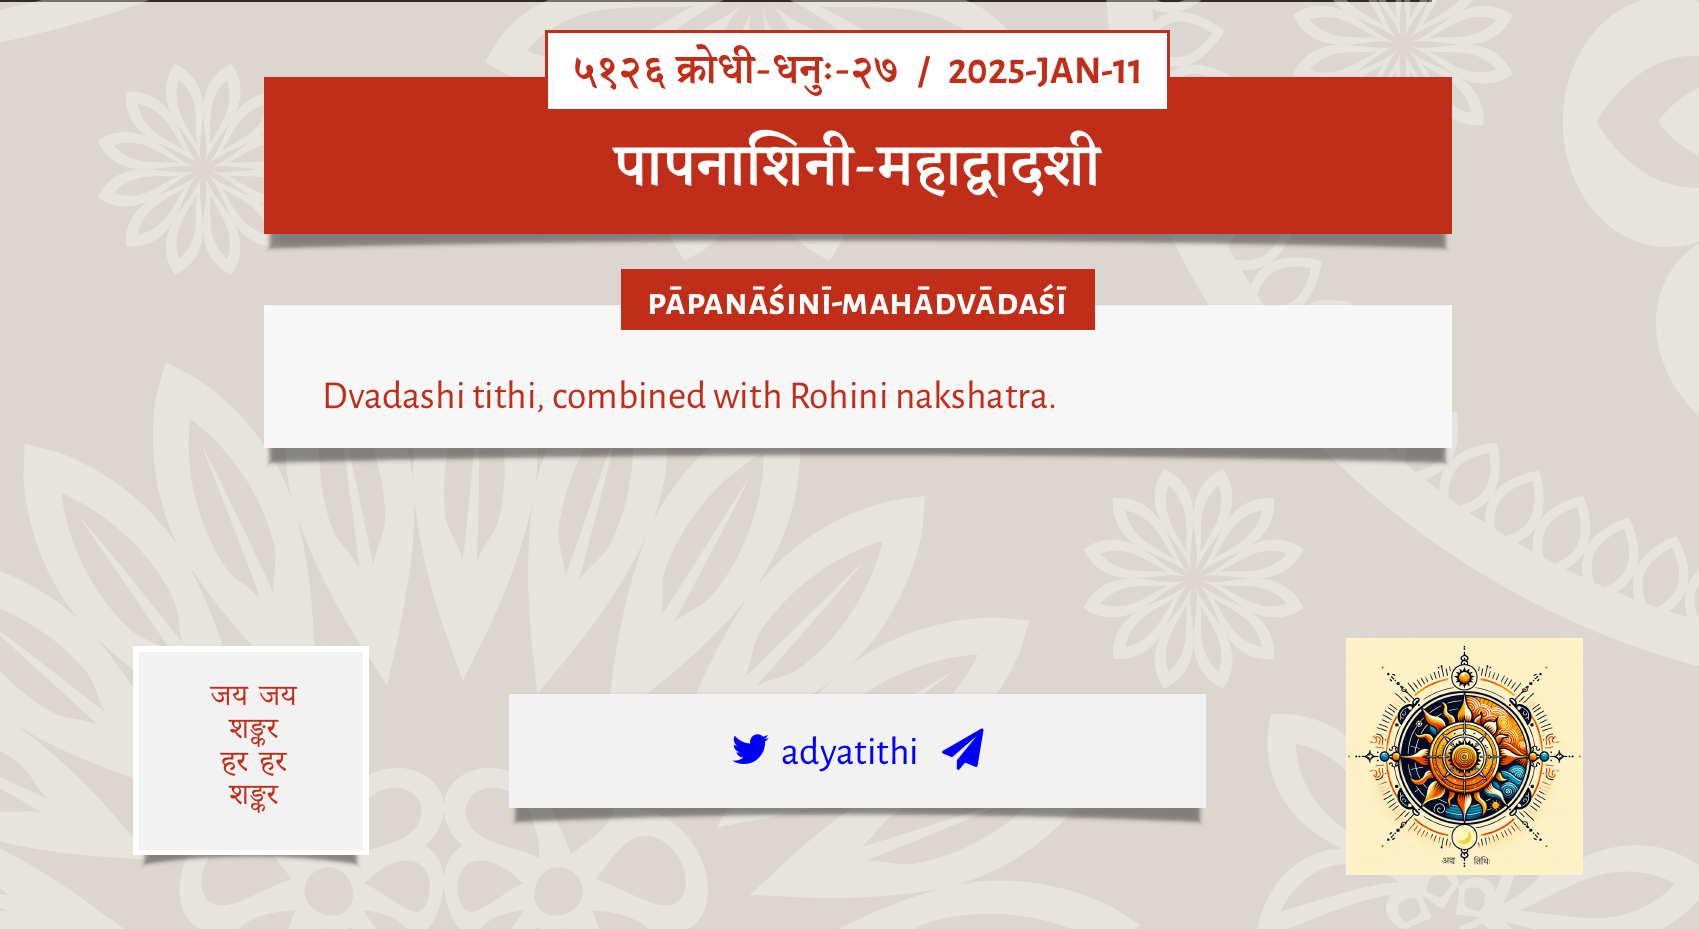 ५१२६ क्रोधी-धनुः-२७ / 2025-JAN-11
पापनाशिनी-महाद्वादशी
PĀPANĀŚINĪ-MAHĀDVĀDAŚĪ
Dvadashi tithi, combined with Rohini nakshatra.
जय जय
शङ्कर
हर हर
शङ्कर
adyatithi
अद्य तिथिः